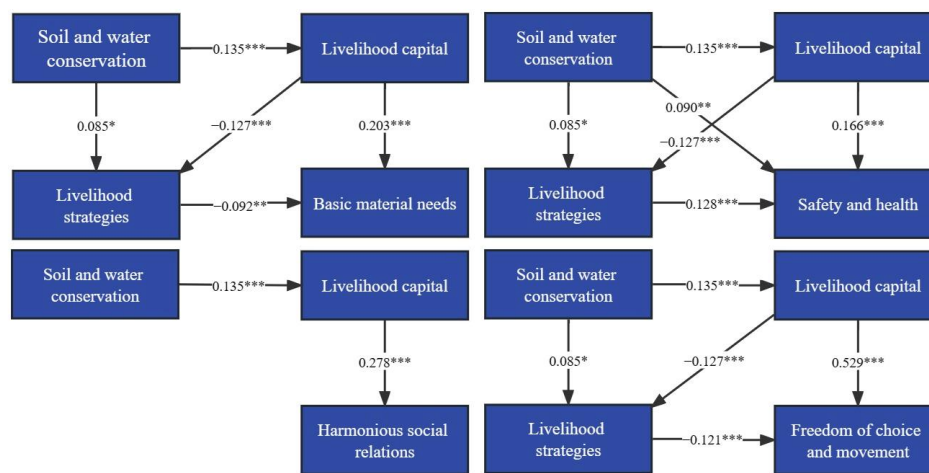 Soil and water
conservation
0.135***
Livelihood capital
0.085*
−0.127***
0.203***
Livelihood
strategies
−0.092**
Basic material needs
Soil and water
conservation
0.135***
Livelihood capital
0.090**
0.085*
−0.127***
0.166***
Livelihood
strategies
0.128***
Safety and health
Soil and water
conservation
0.135***
Livelihood capital
0.278***
Harmonious social
relations
Soil and water
conservation
0.135***
Livelihood capital
0.085*
−0.127***
0.529***
Livelihood
strategies
−0.121***
Freedom of choice
and movement